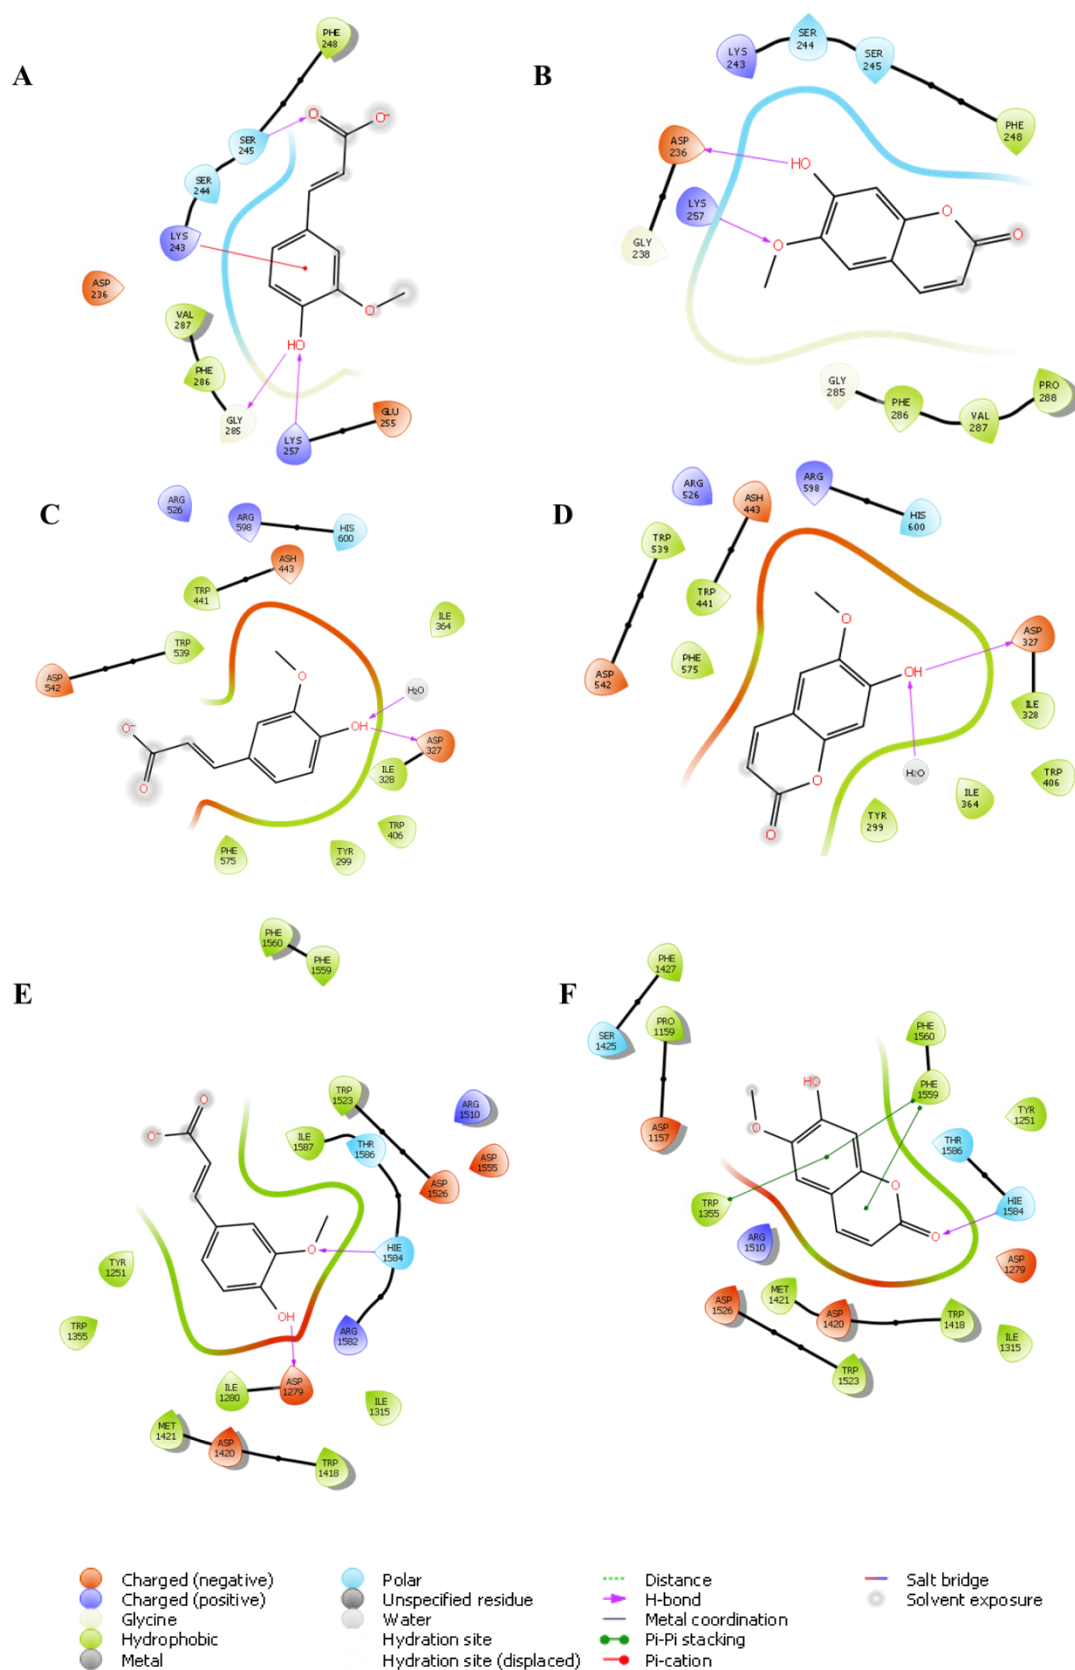 A
PHE
248
O
O-
SER
245
SER
244
LYS
243
ASP
236
O
VAL
287
HO
PHE
286
GLY
285
LYS
257
GLU
255
B
LYS
243
SER
244
SER
245
PHE
248
ASP
236
HO
LYS
257
O
O
O
GLY
238
GLY
285
PHE
286
VAL
287
PRO
288
C
ARG
526
ARG
598
HIS
600
ASH
443
TRP
441
ILE
364
TRP
539
ASP
542
O
H2O
OH
O-
O
ASP
327
ILE
328
TRP
406
PHE
575
TYR
299
D
ARG
526
ASH
443
ARG
598
HIS
600
TRP
539
TRP
441
O
ASP
327
PHE
575
ASP
542
OH
ILE
328
O
H2O
O
TRP
406
ILE
364
TYR
299
E
PHE
1560
PHE
1559
O
O-
TRP
1523
ARG
1510
ILE
1587
THR
1586
ASP
1555
ASP
1526
O
HIE
1584
TYR
1251
OH
TRP
1355
ARG
1582
ILE
1280
ASP
1279
ILE
1315
MET
1421
ASP
1420
TRP
1418
F
PHE
1427
SER
1425
PRO
1159
PHE
1560
HO
PHE
1559
TYR
1251
O
ASP
1157
THR
1586
O
TRP
1355
HIE
1584
O
ARG
1510
ASP
1279
MET
1421
ASP
1526
ASP
1420
TRP
1418
ILE
1315
TRP
1523
Charged (negative)
Charged (positive)
Glycine
Hydrophobic
Metal
Polar
Unspecified residue
Water
Hydration site
Hydration site (displaced)
Distance
H-bond
Metal coordination
Pi-Pi stacking
Pi-cation
Salt bridge
Solvent exposure